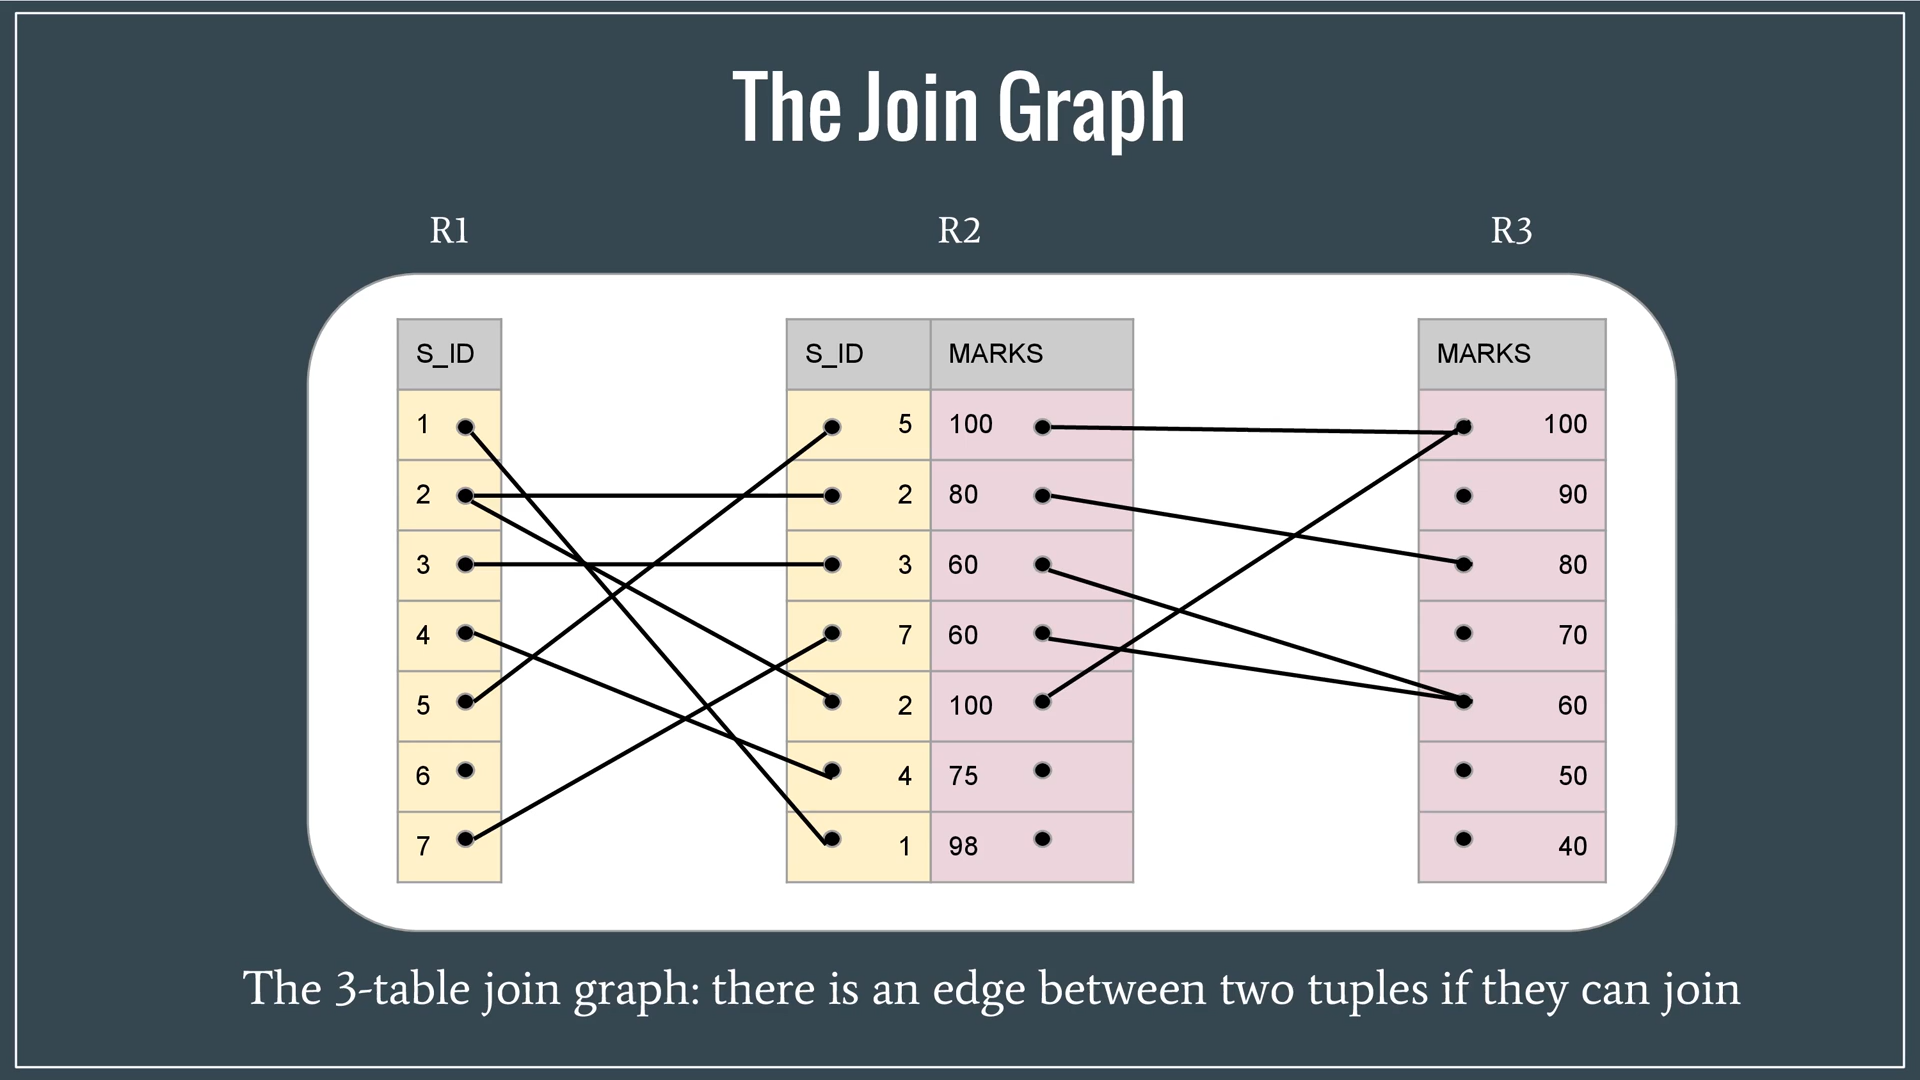 The Join Graph
R1 R2 R3
S_ID S_ID MARKS MARKS
1 5 100 100
2 2 80 90
3 3 60 80
4 7 60 70
5 2 100 60
6 4 75 50
7 1 98 40
The 3-table join graph: there is an edge between two tuples if they can join